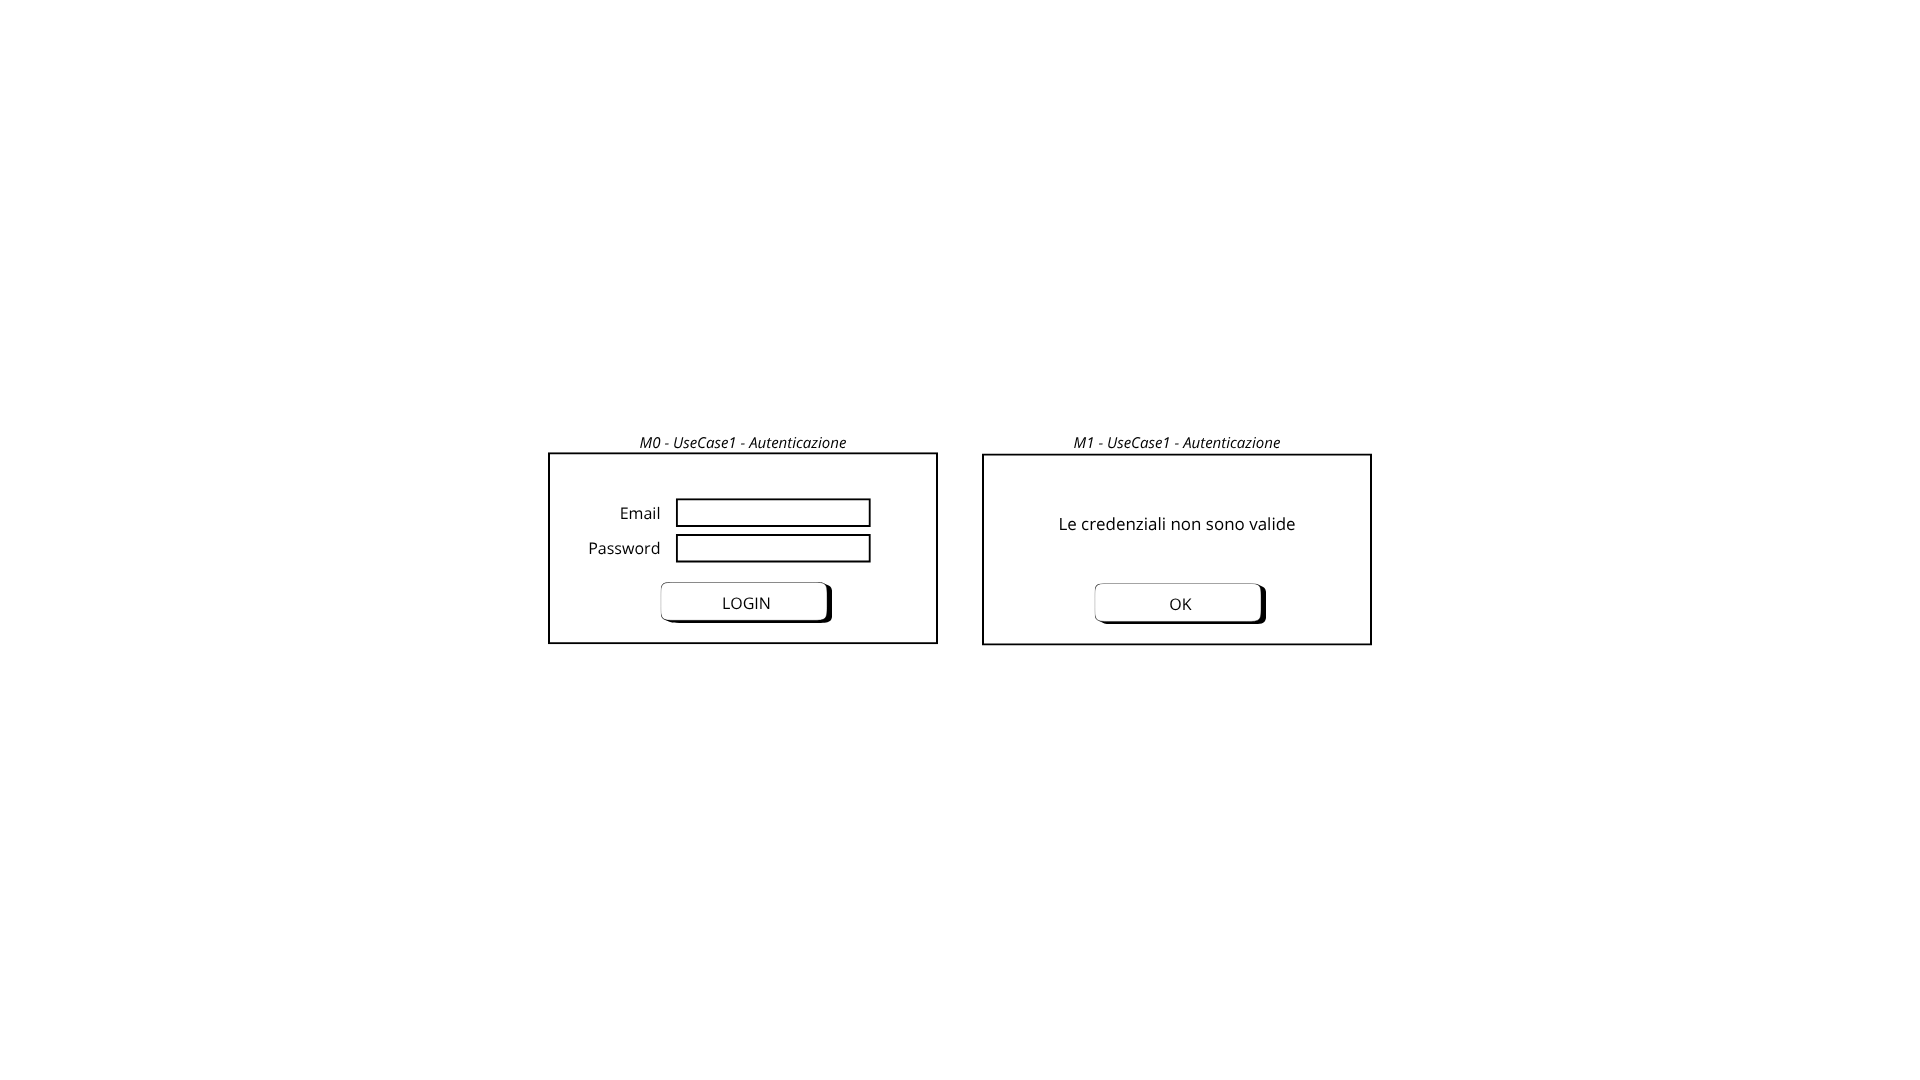 M0 - UseCase1 - Autenticazione
Email
Password
LOGIN
M1 - UseCase1 - Autenticazione
Le credenziali non sono valide
OK